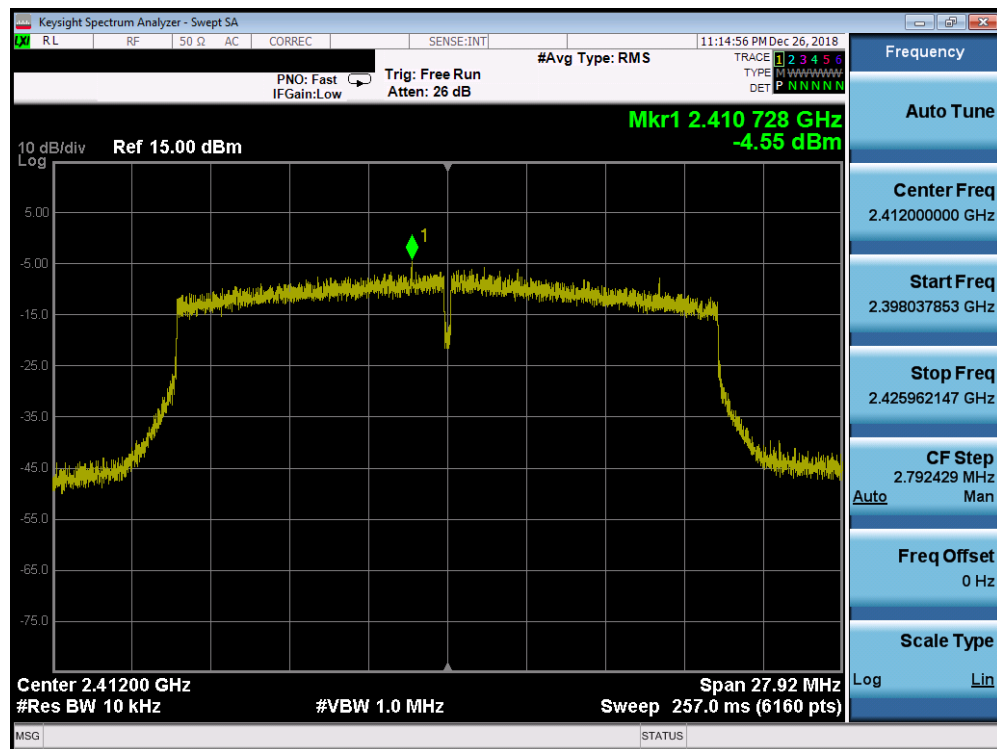 Keysight Spectrum Analyzer - Swept SA
LXI RL RF 50 Ω AC CORREC SENSE:INT 11:14:56 PM Dec 26, 2018
#Avg Type: RMS
TRACE 1 2 3 4 5 6
PNO: Fast Trig: Free Run
TYPE M WWWWW
IFGain:Low Atten: 26 dB
DET P N N N N N
Mkr1 2.410 728 GHz
-4.55 dBm
10 dB/div Ref 15.00 dBm
Log
1
5.00
-5.00
-15.0
-25.0
-35.0
-45.0
-55.0
-65.0
-75.0
Center 2.41200 GHz Span 27.92 MHz
#Res BW 10 kHz #VBW 1.0 MHz Sweep 257.0 ms (6160 pts)
MSG STATUS
Frequency
Auto Tune
Center Freq
2.412000000 GHz
Start Freq
2.398037853 GHz
Stop Freq
2.425962147 GHz
CF Step
2.792429 MHz
Auto Man
Freq Offset
0 Hz
Scale Type
Log Lin